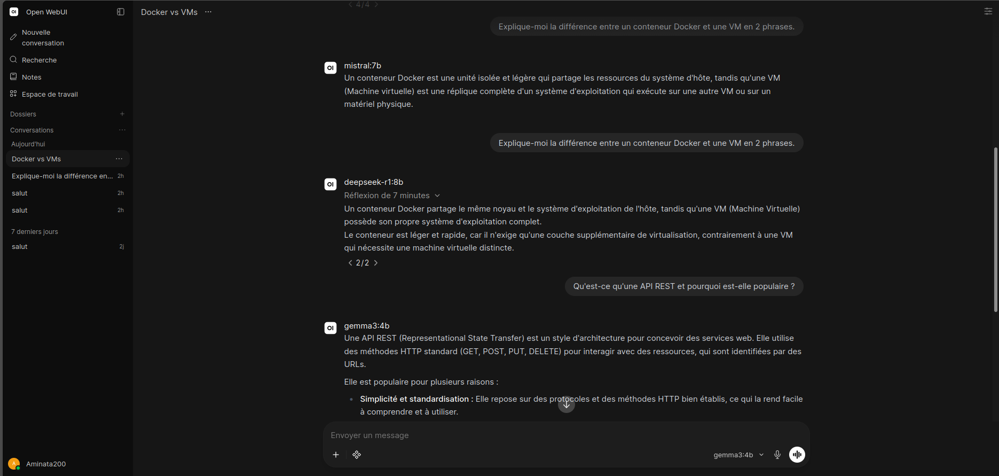 OI Open WebUI
Nouvelle
conversation
Recherche
Notes
Espace de travail
Dossiers
Conversations
Aujourd'hui
Docker vs VMs
Explique-moi la différence en... 2h
salut 2h
salut 2h
7 derniers jours
salut 2j
A Aminata200
Docker vs VMs
4/4
Explique-moi la différence entre un conteneur Docker et une VM en 2 phrases.
OI mistral:7b
Un conteneur Docker est une unité isolée et légère qui partage les ressources du système d'hôte, tandis qu'une VM
(Machine virtuelle) est une réplique complète d'un système d'exploitation qui exécute sur une autre VM ou sur un
matériel physique.
Explique-moi la différence entre un conteneur Docker et une VM en 2 phrases.
OI deepseek-r1:8b
Réflexion de 7 minutes
Un conteneur Docker partage le même noyau et le système d'exploitation de l'hôte, tandis qu'une VM (Machine Virtuelle)
possède son propre système d'exploitation complet.
Le conteneur est léger et rapide, car il n'exige qu'une couche supplémentaire de virtualisation, contrairement à une VM
qui nécessite une machine virtuelle distincte.
2/2
Qu'est-ce qu'une API REST et pourquoi est-elle populaire ?
OI gemma3:4b
Une API REST (Representational State Transfer) est un style d'architecture pour concevoir des services web. Elle utilise
des méthodes HTTP standard (GET, POST, PUT, DELETE) pour interagir avec des ressources, qui sont identifiées par des
URLs.
Elle est populaire pour plusieurs raisons :
• Simplicité et standardisation : Elle repose sur des protocoles et des méthodes HTTP bien établis, ce qui la rend facile
à comprendre et à utiliser.
Envoyer un message
gemma3:4b